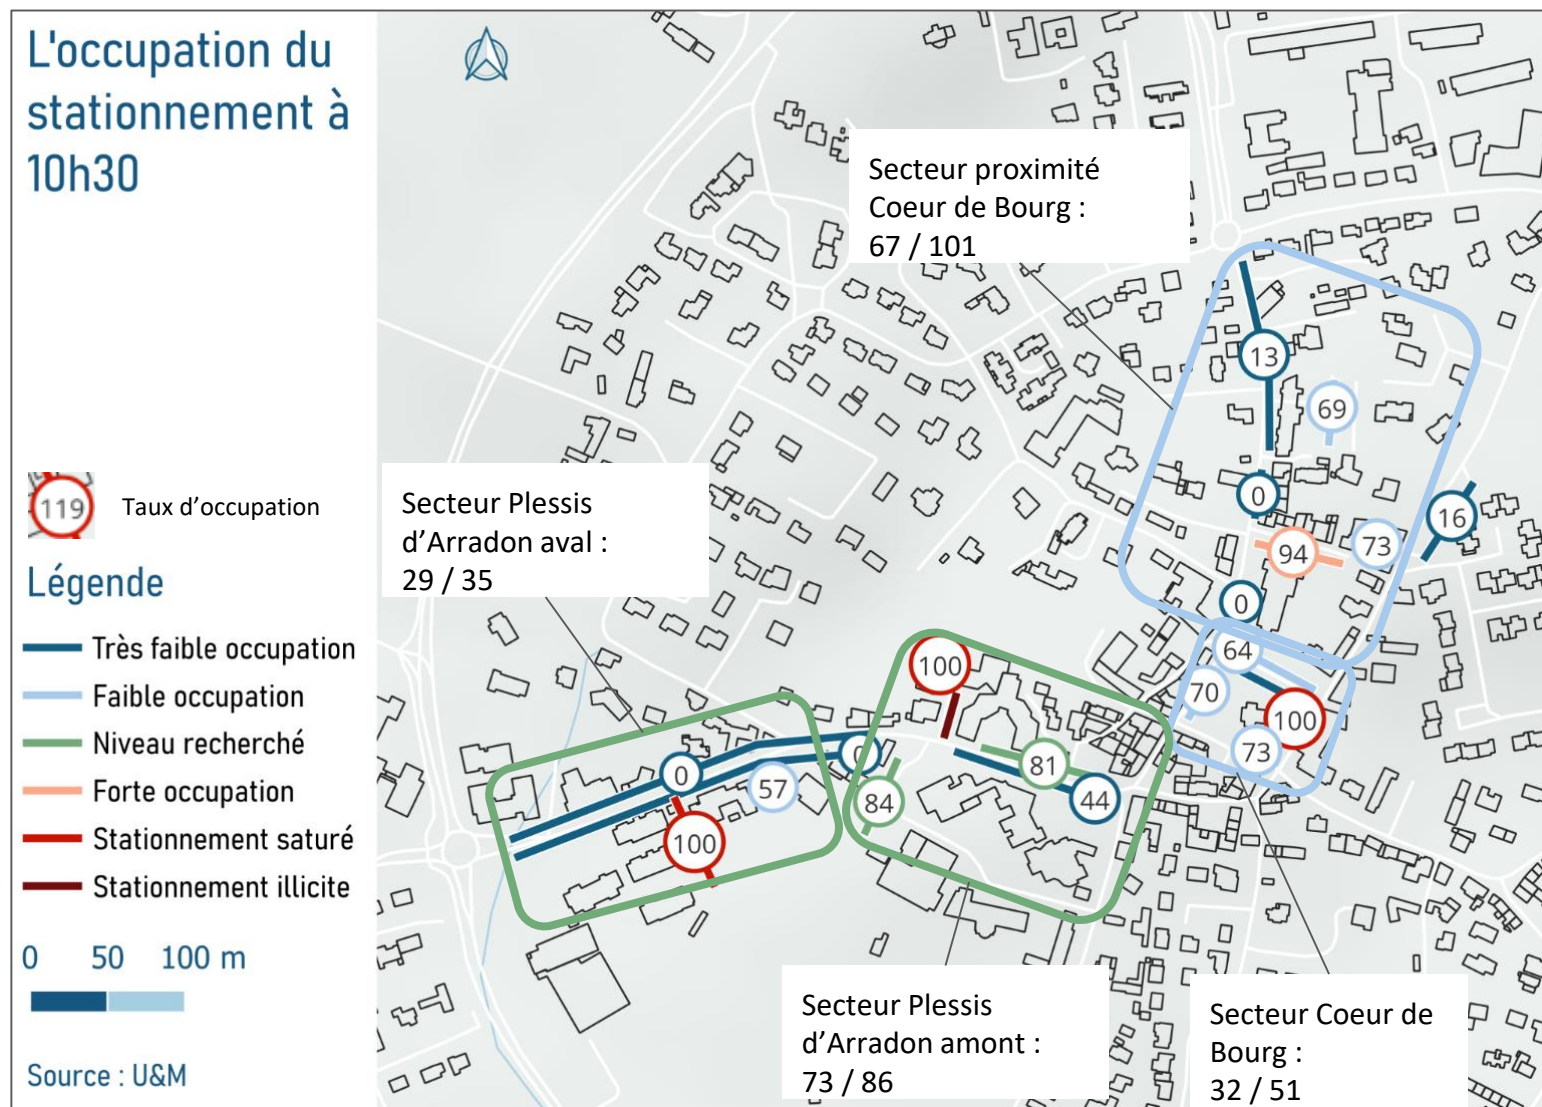 L'occupation du
stationnement à
10h30
119
Taux d'occupation
Légende
Très faible occupation
Faible occupation
Niveau recherché
Forte occupation
Stationnement saturé
Stationnement illicite
0 50 100 m
Source : U&M
Secteur proximité
Coeur de Bourg :
67 / 101
13
69
0
16
94
73
0
Secteur Plessis
d'Arradon aval :
29 / 35
64
100
70
100
73
0
0
57
81
44
84
100
Secteur Plessis
d'Arradon amont :
73 / 86
Secteur Coeur de
Bourg :
32 / 51